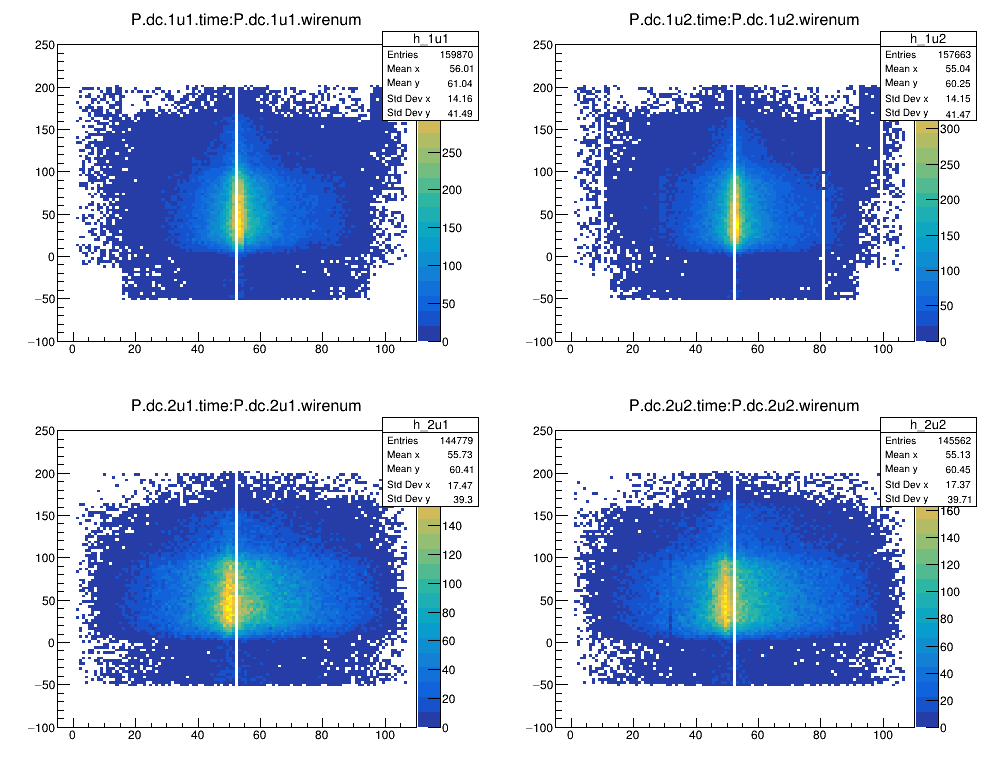 P.dc.1u1.time:P.dc.1u1.wirenum
h_1u1
Entries 159870
Mean x 56.01
Mean y 61.04
Std Dev x 14.16
Std Dev y 41.49
250
200
150
100
50
0
−50
−100
0 20 40 60 80 100
250
200
150
100
50
0
P.dc.1u2.time:P.dc.1u2.wirenum
h_1u2
Entries 157663
Mean x 55.04
Mean y 60.25
Std Dev x 14.15
Std Dev y 41.47
250
200
150
100
50
0
−50
−100
0 20 40 60 80 100
300
250
200
150
100
50
0
P.dc.2u1.time:P.dc.2u1.wirenum
h_2u1
Entries 144779
Mean x 55.73
Mean y 60.41
Std Dev x 17.47
Std Dev y 39.3
250
200
150
100
50
0
−50
−100
0 20 40 60 80 100
140
120
100
80
60
40
20
0
P.dc.2u2.time:P.dc.2u2.wirenum
h_2u2
Entries 145562
Mean x 55.13
Mean y 60.45
Std Dev x 17.37
Std Dev y 39.71
250
200
150
100
50
0
−50
−100
0 20 40 60 80 100
160
140
120
100
80
60
40
20
0